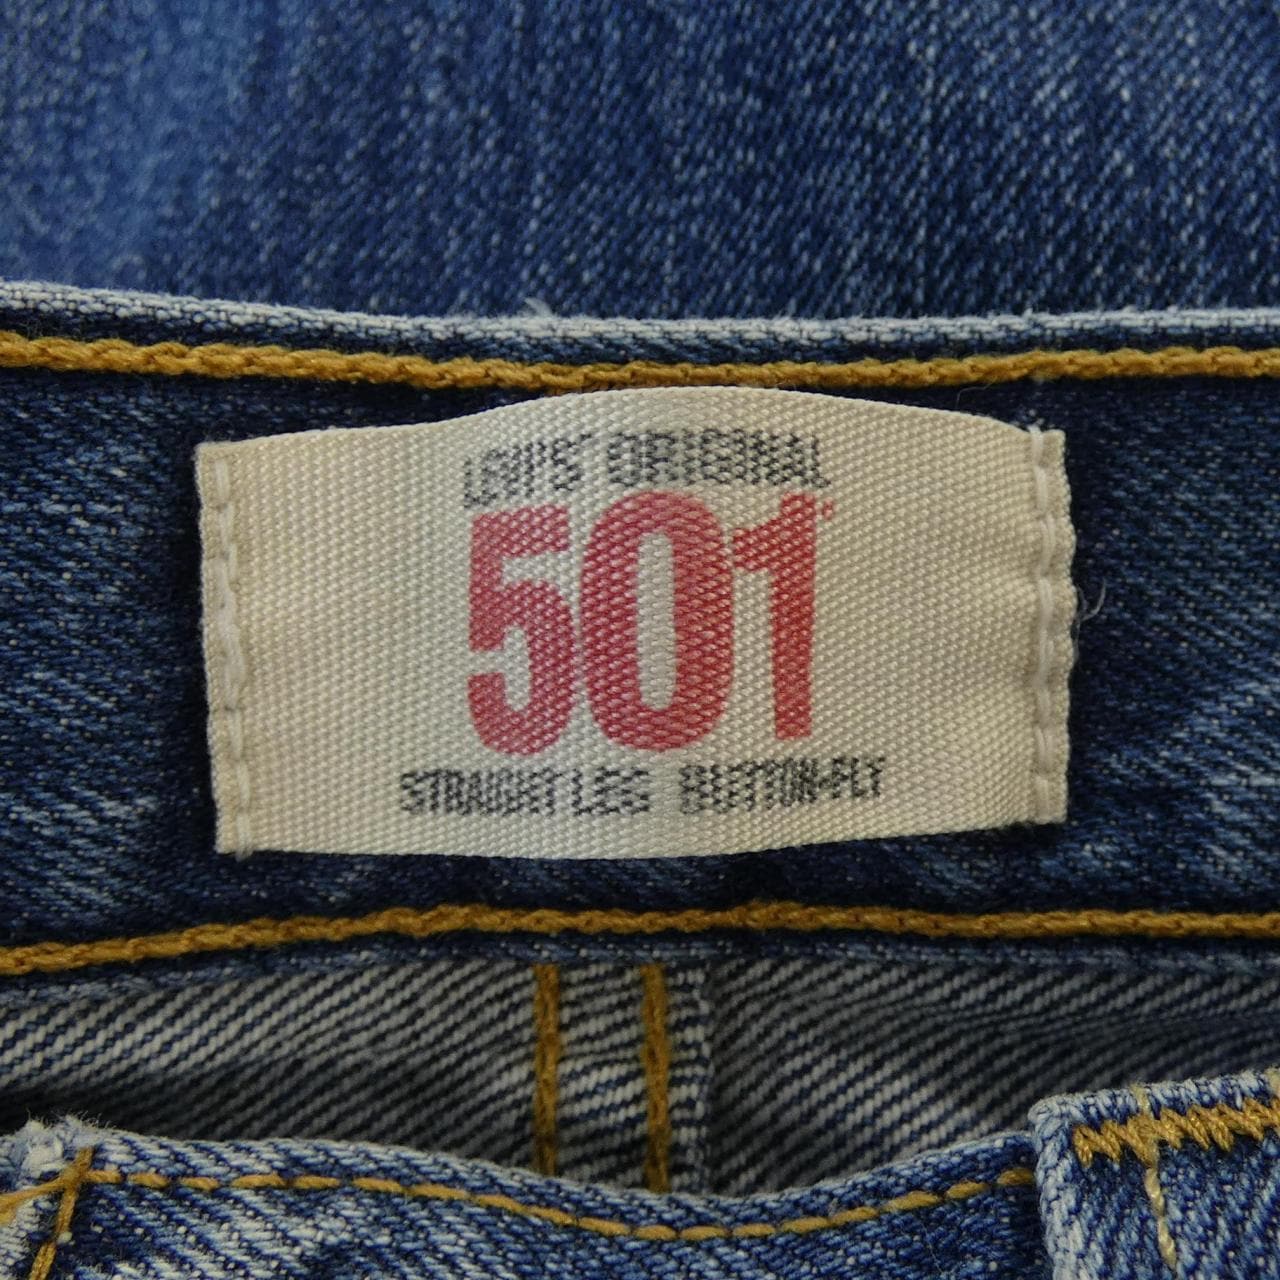 LEVI'S® ORIGINAL
501®
STRAIGHT LEG BUTTON-FLY